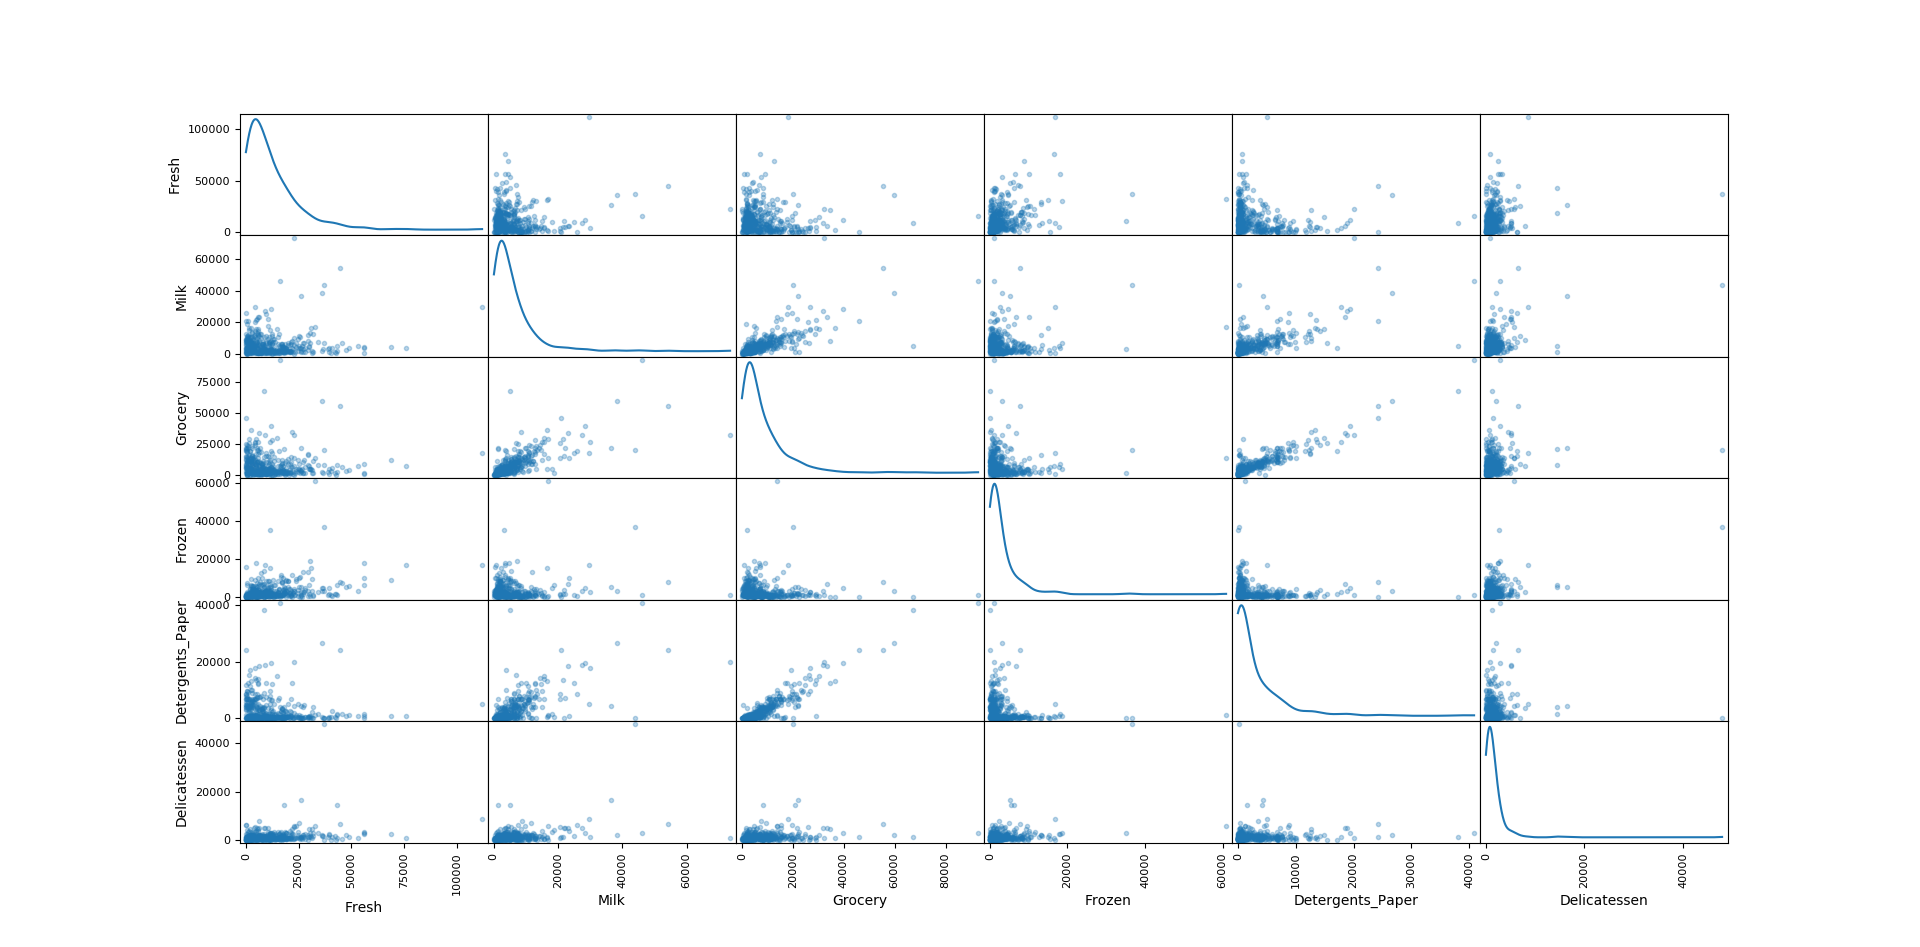 100000
50000
0
Fresh
60000
40000
20000
0
Milk
75000
50000
25000
0
Grocery
60000
40000
20000
0
Frozen
40000
20000
0
Detergents_Paper
40000
20000
0
Delicatessen
0 25000 50000 75000 100000
0 20000 40000 60000
0 20000 40000 60000 80000
0 20000 40000 60000
0 10000 20000 30000 40000
0 20000 40000
Fresh Milk Grocery Frozen Detergents_Paper Delicatessen